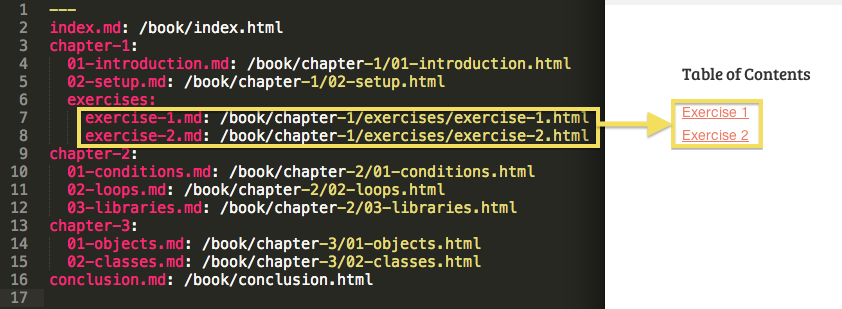 1 ---
2 index.md: /book/index.html
3 chapter-1:
4 01-introduction.md: /book/chapter-1/01-introduction.html
5 02-setup.md: /book/chapter-1/02-setup.html
6 exercises:
7 exercise-1.md: /book/chapter-1/exercises/exercise-1.html
8 exercise-2.md: /book/chapter-1/exercises/exercise-2.html
9 chapter-2:
10 01-conditions.md: /book/chapter-2/01-conditions.html
11 02-loops.md: /book/chapter-2/02-loops.html
12 03-libraries.md: /book/chapter-2/03-libraries.html
13 chapter-3:
14 01-objects.md: /book/chapter-3/01-objects.html
15 02-classes.md: /book/chapter-3/02-classes.html
16 conclusion.md: /book/conclusion.html
17
Table of Contents
Exercise 1
Exercise 2